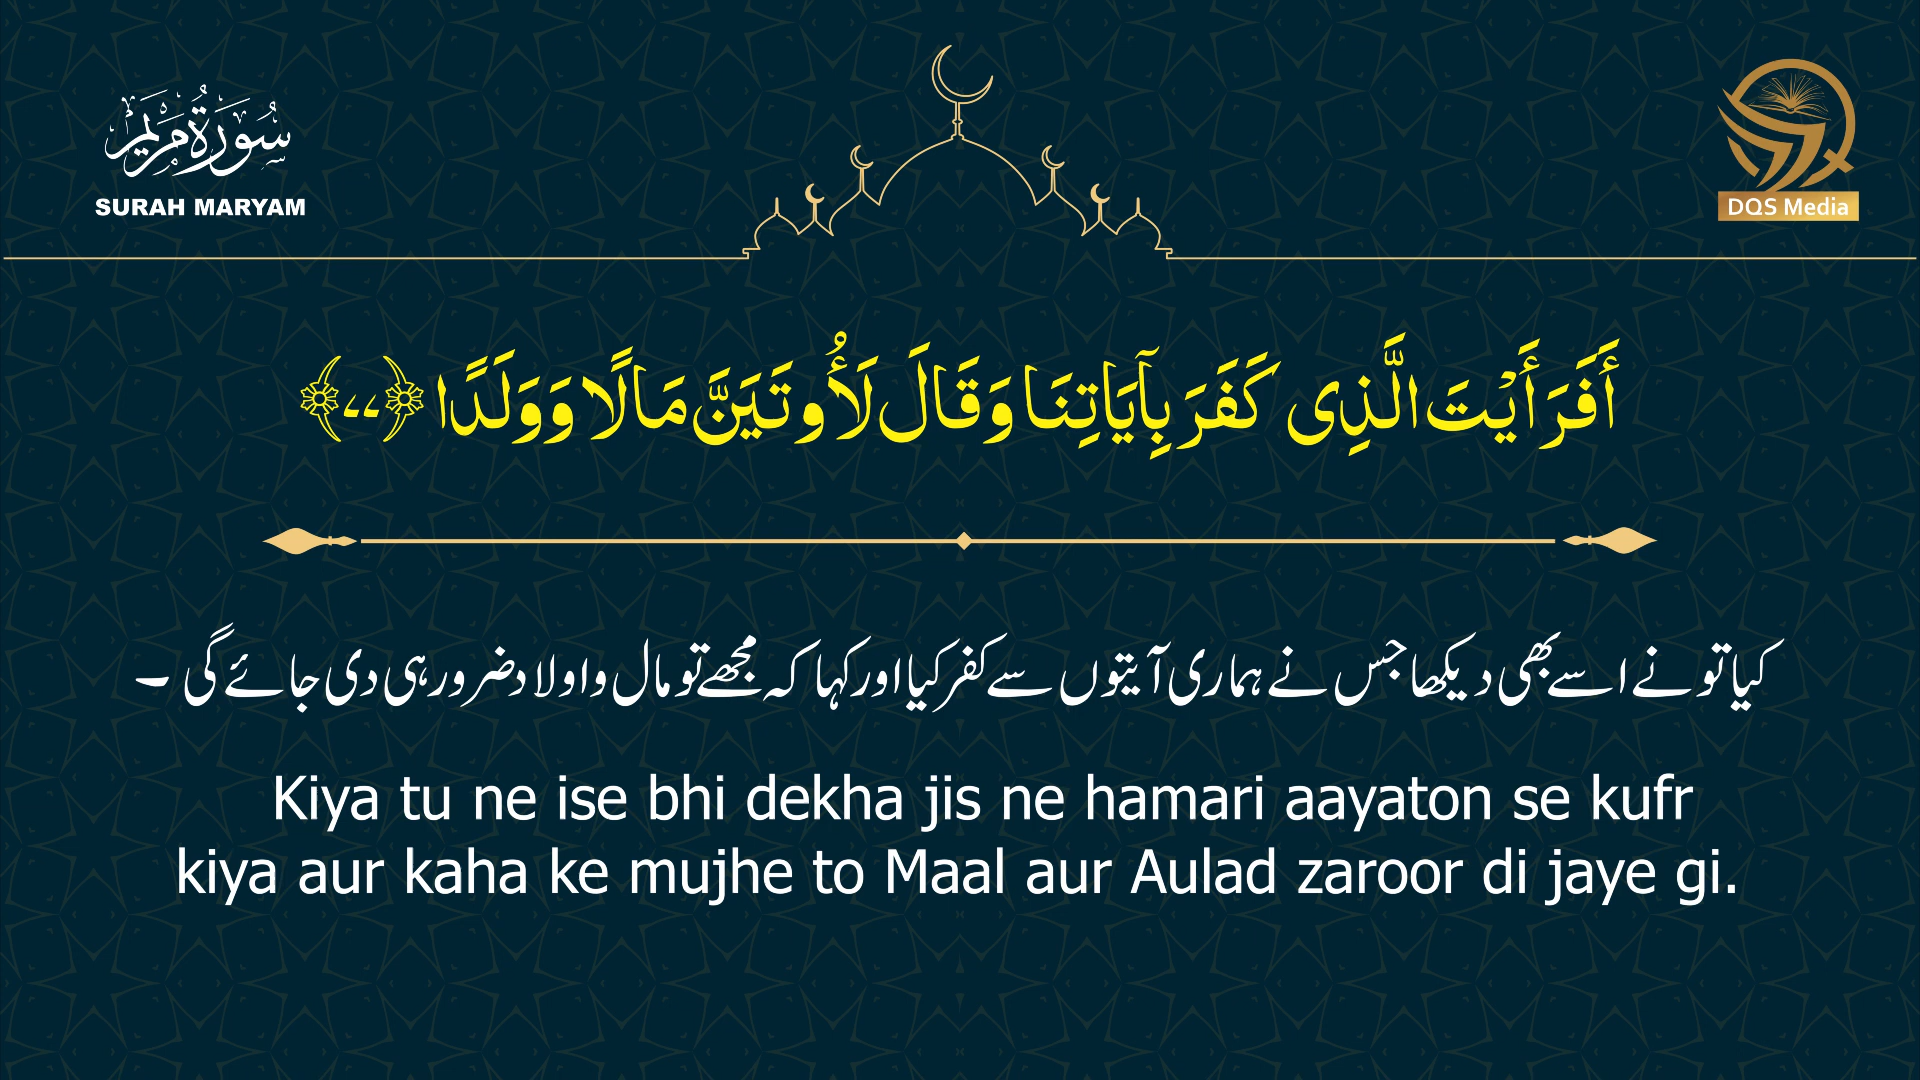 سُورَةُ مَرْيَم
SURAH MARYAM
DQS Media
أَفَرَأَيْتَ الَّذِى كَفَرَ بِآيَاتِنَا وَقَالَ لَأُوتَيَنَّ مَالًا وَوَلَدًا ﴿٧٧﴾
کیا تو نے اسے بھی دیکھا جس نے ہماری آیتوں سے کفر کیا اور کہا کہ مجھے تو مال و اولاد ضرور ہی دی جائے گی ۔
Kiya tu ne ise bhi dekha jis ne hamari aayaton se kufr
kiya aur kaha ke mujhe to Maal aur Aulad zaroor di jaye gi.